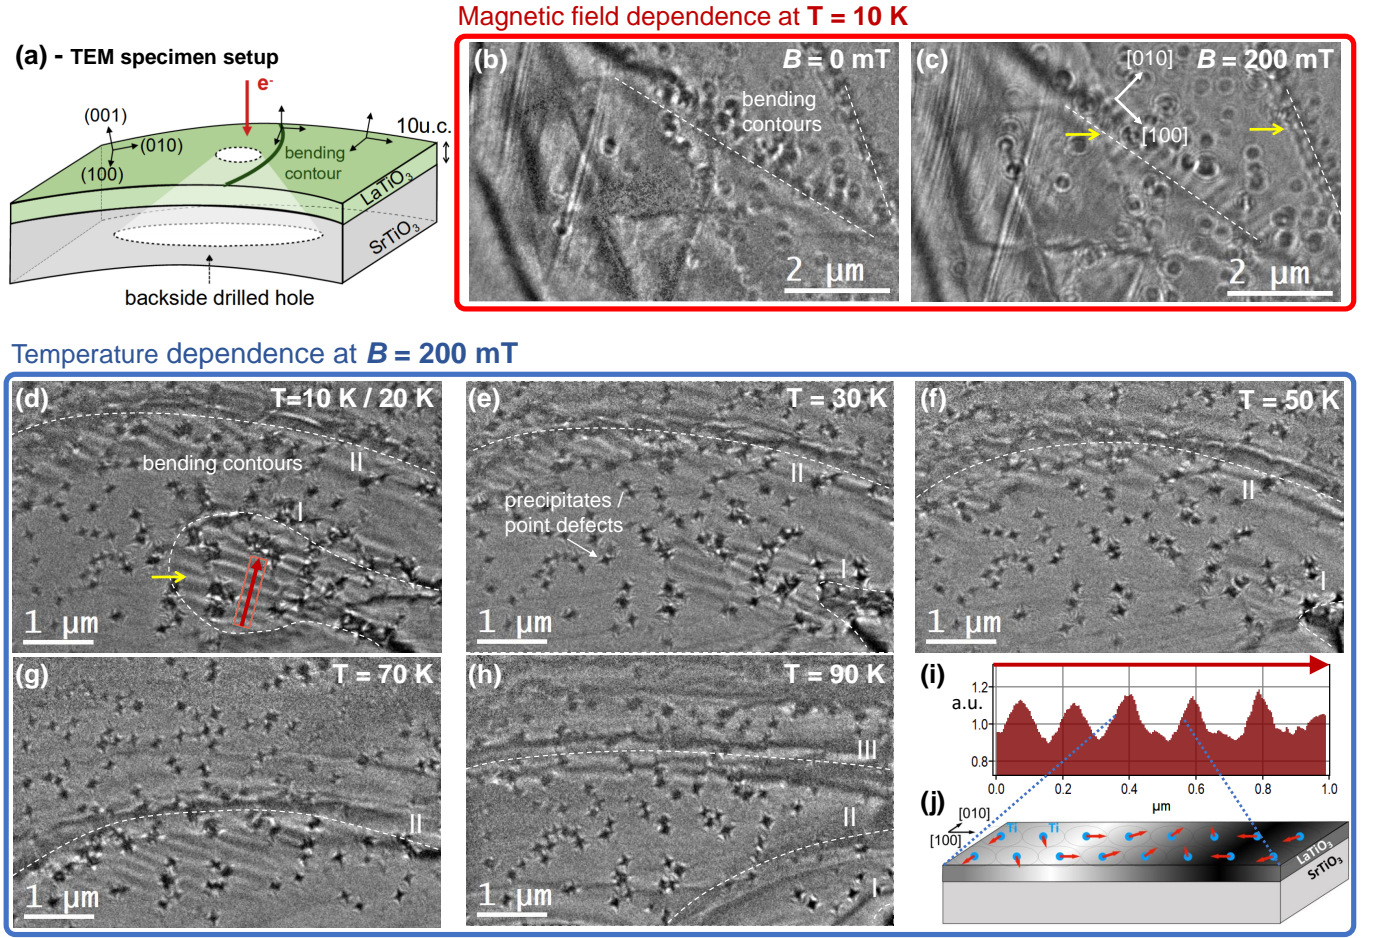 Magnetic field dependence at T = 10 K
(a) - TEM specimen setup
e-
(001)
(010)
(100)
bending
contour
10u.c.
LaTiO3
SrTiO3
backside drilled hole
(b)
B = 0 mT
bending
contours
2 μm
(c)
B = 200 mT
[010]
[100]
2 μm
Temperature dependence at B = 200 mT
(d)
T=10 K / 20 K
bending contours
II
I
1 μm
(e)
T = 30 K
II
precipitates /
point defects
I
1 μm
(f)
T = 50 K
II
I
1 μm
(g)
T = 70 K
II
1 μm
(h)
T = 90 K
III
II
I
1 μm
(i)
1.2
a.u.
1.0
0.8
0.0 0.2 0.4 0.6 0.8 1.0
μm
(j)
[010]
[100]
Ti
Ti
LaTiO3
SrTiO3